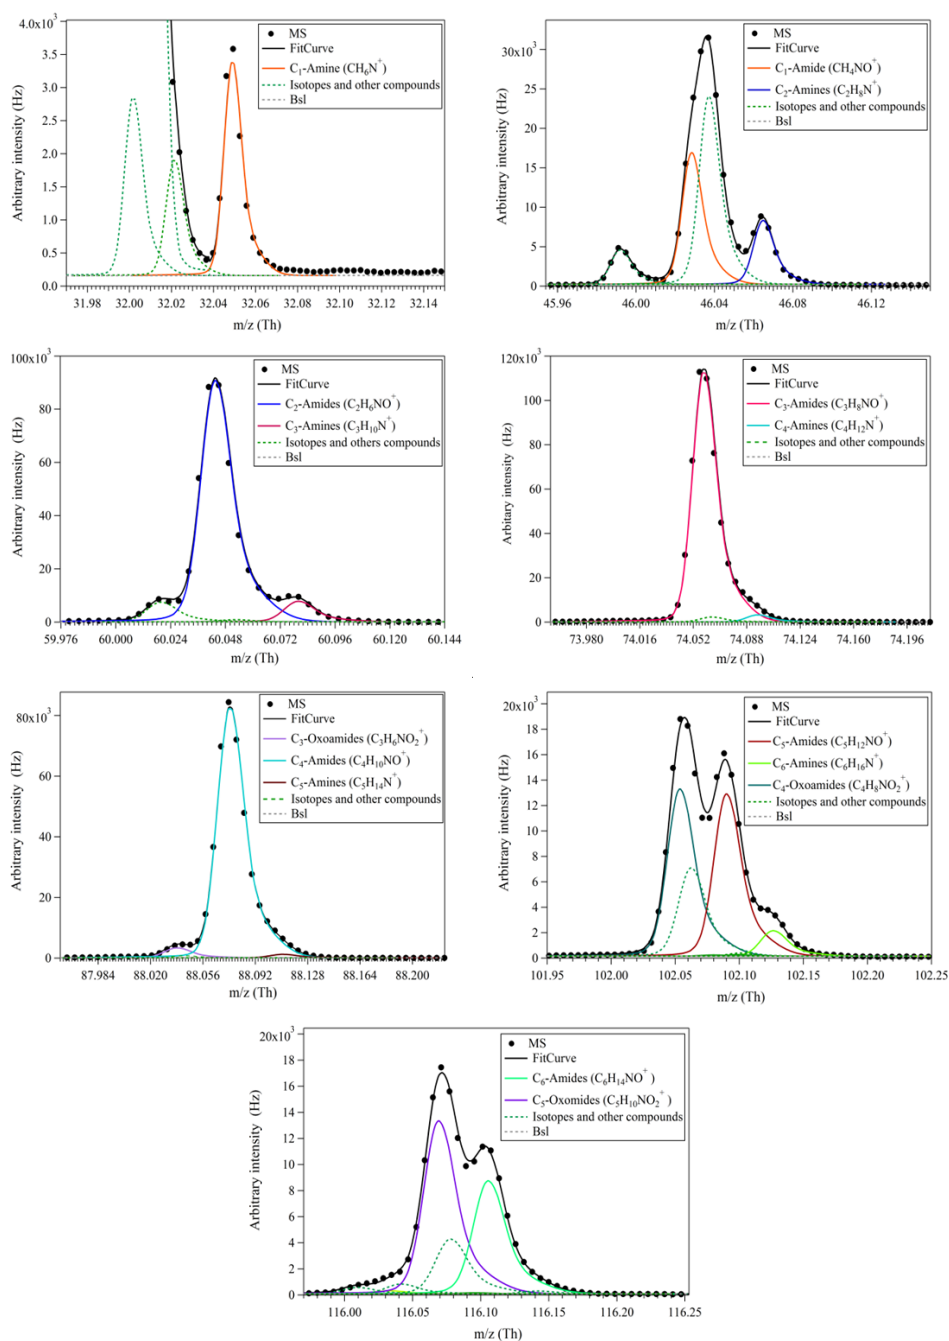 4.0x10³
3.5
3.0
2.5
2.0
1.5
1.0
0.5
0.0
Arbitrary intensity (Hz)
31.98 32.00 32.02 32.04 32.06 32.08 32.10 32.12 32.14
m/z (Th)
MS
FitCurve
C₁-Amine (CH₆N⁺)
Isotopes and other compounds
Bsl
30x10³
25
20
15
10
5
0
Arbitrary intensity (Hz)
45.96 46.00 46.04 46.08 46.12
m/z (Th)
MS
FitCurve
C₁-Amide (CH₄NO⁺)
C₂-Amines (C₂H₈N⁺)
Isotopes and other compounds
Bsl
100x10³
80
60
40
20
0
Arbitrary intensity (Hz)
59.976 60.000 60.024 60.048 60.072 60.096 60.120 60.144
m/z (Th)
MS
FitCurve
C₂-Amides (C₂H₆NO⁺)
C₃-Amines (C₃H₁₀N⁺)
Isotopes and others compounds
Bsl
120x10³
100
80
60
40
20
0
Arbitary intensity (Hz)
73.980 74.016 74.052 74.088 74.124 74.160 74.196
m/z (Th)
MS
FitCurve
C₃-Amides (C₃H₈NO⁺)
C₄-Amines (C₄H₁₂N⁺)
Isotopes and other compounds
Bsl
80x10³
60
40
20
0
Arbitrary intensity (Hz)
87.984 88.020 88.056 88.092 88.128 88.164 88.200
m/z (Th)
MS
FitCurve
C₃-Oxoamides (C₃H₆NO₂⁺)
C₄-Amides (C₄H₁₀NO⁺)
C₅-Amines (C₅H₁₄N⁺)
Isotopes and other compounds
Bsl
20x10³
18
16
14
12
10
8
6
4
2
0
Arbitrary intensity (Hz)
101.95 102.00 102.05 102.10 102.15 102.20 102.25
m/z (Th)
MS
FitCurve
C₅-Amides (C₅H₁₂NO⁺)
C₆-Amines (C₆H₁₆N⁺)
C₄-Oxoamides (C₄H₈NO₂⁺)
Isotopes and other compounds
Bsl
20x10³
18
16
14
12
10
8
6
4
2
0
Arbitrary intensity (Hz)
116.00 116.05 116.10 116.15 116.20 116.25
m/z (Th)
MS
FitCurve
C₆-Amides (C₆H₁₄NO⁺)
C₅-Oxomides (C₅H₁₀NO₂⁺)
Isotopes and other compounds
Bsl